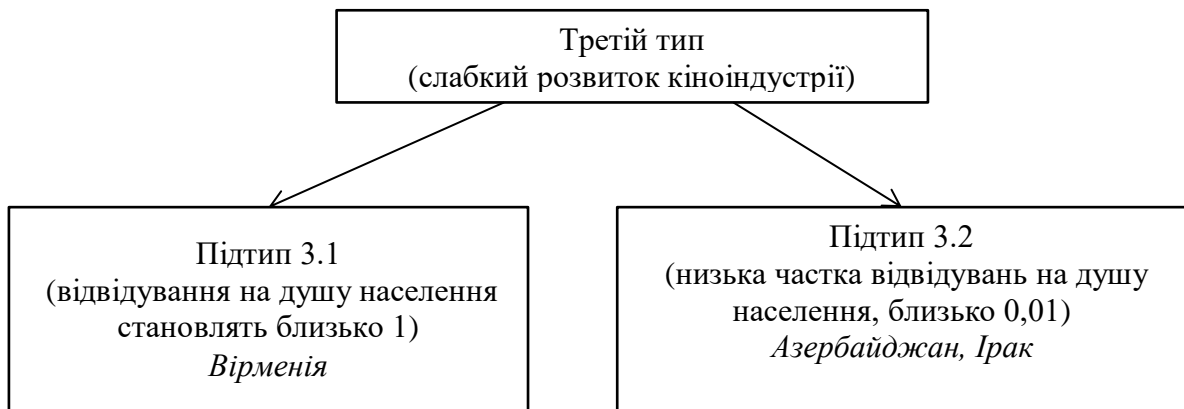 Третій тип
(слабкий розвиток кіноіндустрії)
Підтип 3.1
(відвідування на душу населення
становлять близько 1)
Вірменія
Підтип 3.2
(низька частка відвідувань на душу
населення, близько 0,01)
Азербайджан, Ірак